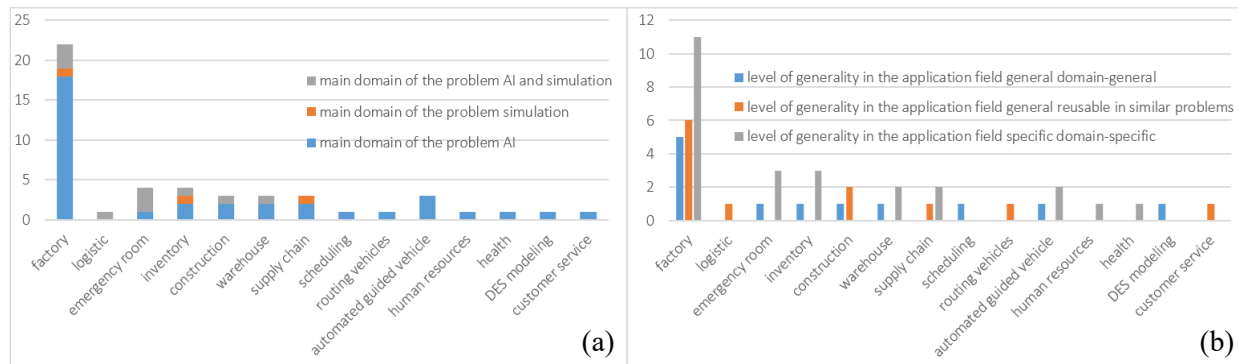 25
20
15
10
5
0
main domain of the problem AI and simulation
main domain of the problem simulation
main domain of the problem AI
factory
logistic
emergency room
inventory
construction
warehouse
supply chain
scheduling
routing vehicles
automated guided vehicle
human resources
health
DES modeling
customer service
(a)
12
10
8
6
4
2
0
level of generality in the application field general domain-general
level of generality in the application field general reusable in similar problems
level of generality in the application field specific domain-specific
factory
logistic
emergency room
inventory
construction
warehouse
supply chain
scheduling
routing vehicles
automated guided vehicle
human resources
health
DES modeling
customer service
(b)